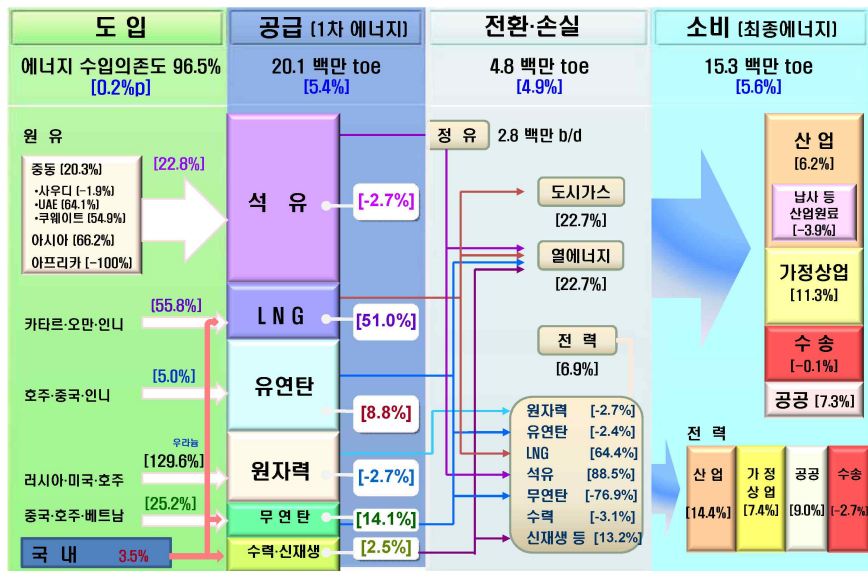 도 입
공급 (1차 에너지)
전환·손실
소비 (최종에너지)
에너지 수입의존도 96.5%
[0.2%p]
20.1 백만 toe
[5.4%]
4.8 백만 toe
[4.9%]
15.3 백만 toe
[5.6%]
원 유
중동 [20.3%]
•사우디 [-1.9%]
•UAE [64.1%]
•쿠웨이트 [54.9%]
아시아 [66.2%]
아프리카 [-100%]
[22.8%]
카타르·오만·인니
[55.8%]
호주·중국·인니
[5.0%]
우라늄
[129.6%]
러시아·미국·호주
[25.2%]
중국·호주·베트남
국 내 3.5%
석 유
[-2.7%]
LNG
[51.0%]
유연탄
[8.8%]
원자력
[-2.7%]
무연탄
[14.1%]
수력·신재생
[2.5%]
정 유 2.8 백만 b/d
도시가스
[22.7%]
열에너지
[22.7%]
전 력
[6.9%]
원자력 [-2.7%]
유연탄 [-2.4%]
LNG [64.4%]
석유 [88.5%]
무연탄 [-76.9%]
수력 [-3.1%]
신재생 등 [13.2%]
산 업
[6.2%]
납사 등
산업원료
[-3.9%]
가정상업
[11.3%]
수 송
[-0.1%]
공공 [7.3%]
전 력
산 업
[14.4%]
가 정
상 업
[7.4%]
공공
[9.0%]
수송
[-2.7%]